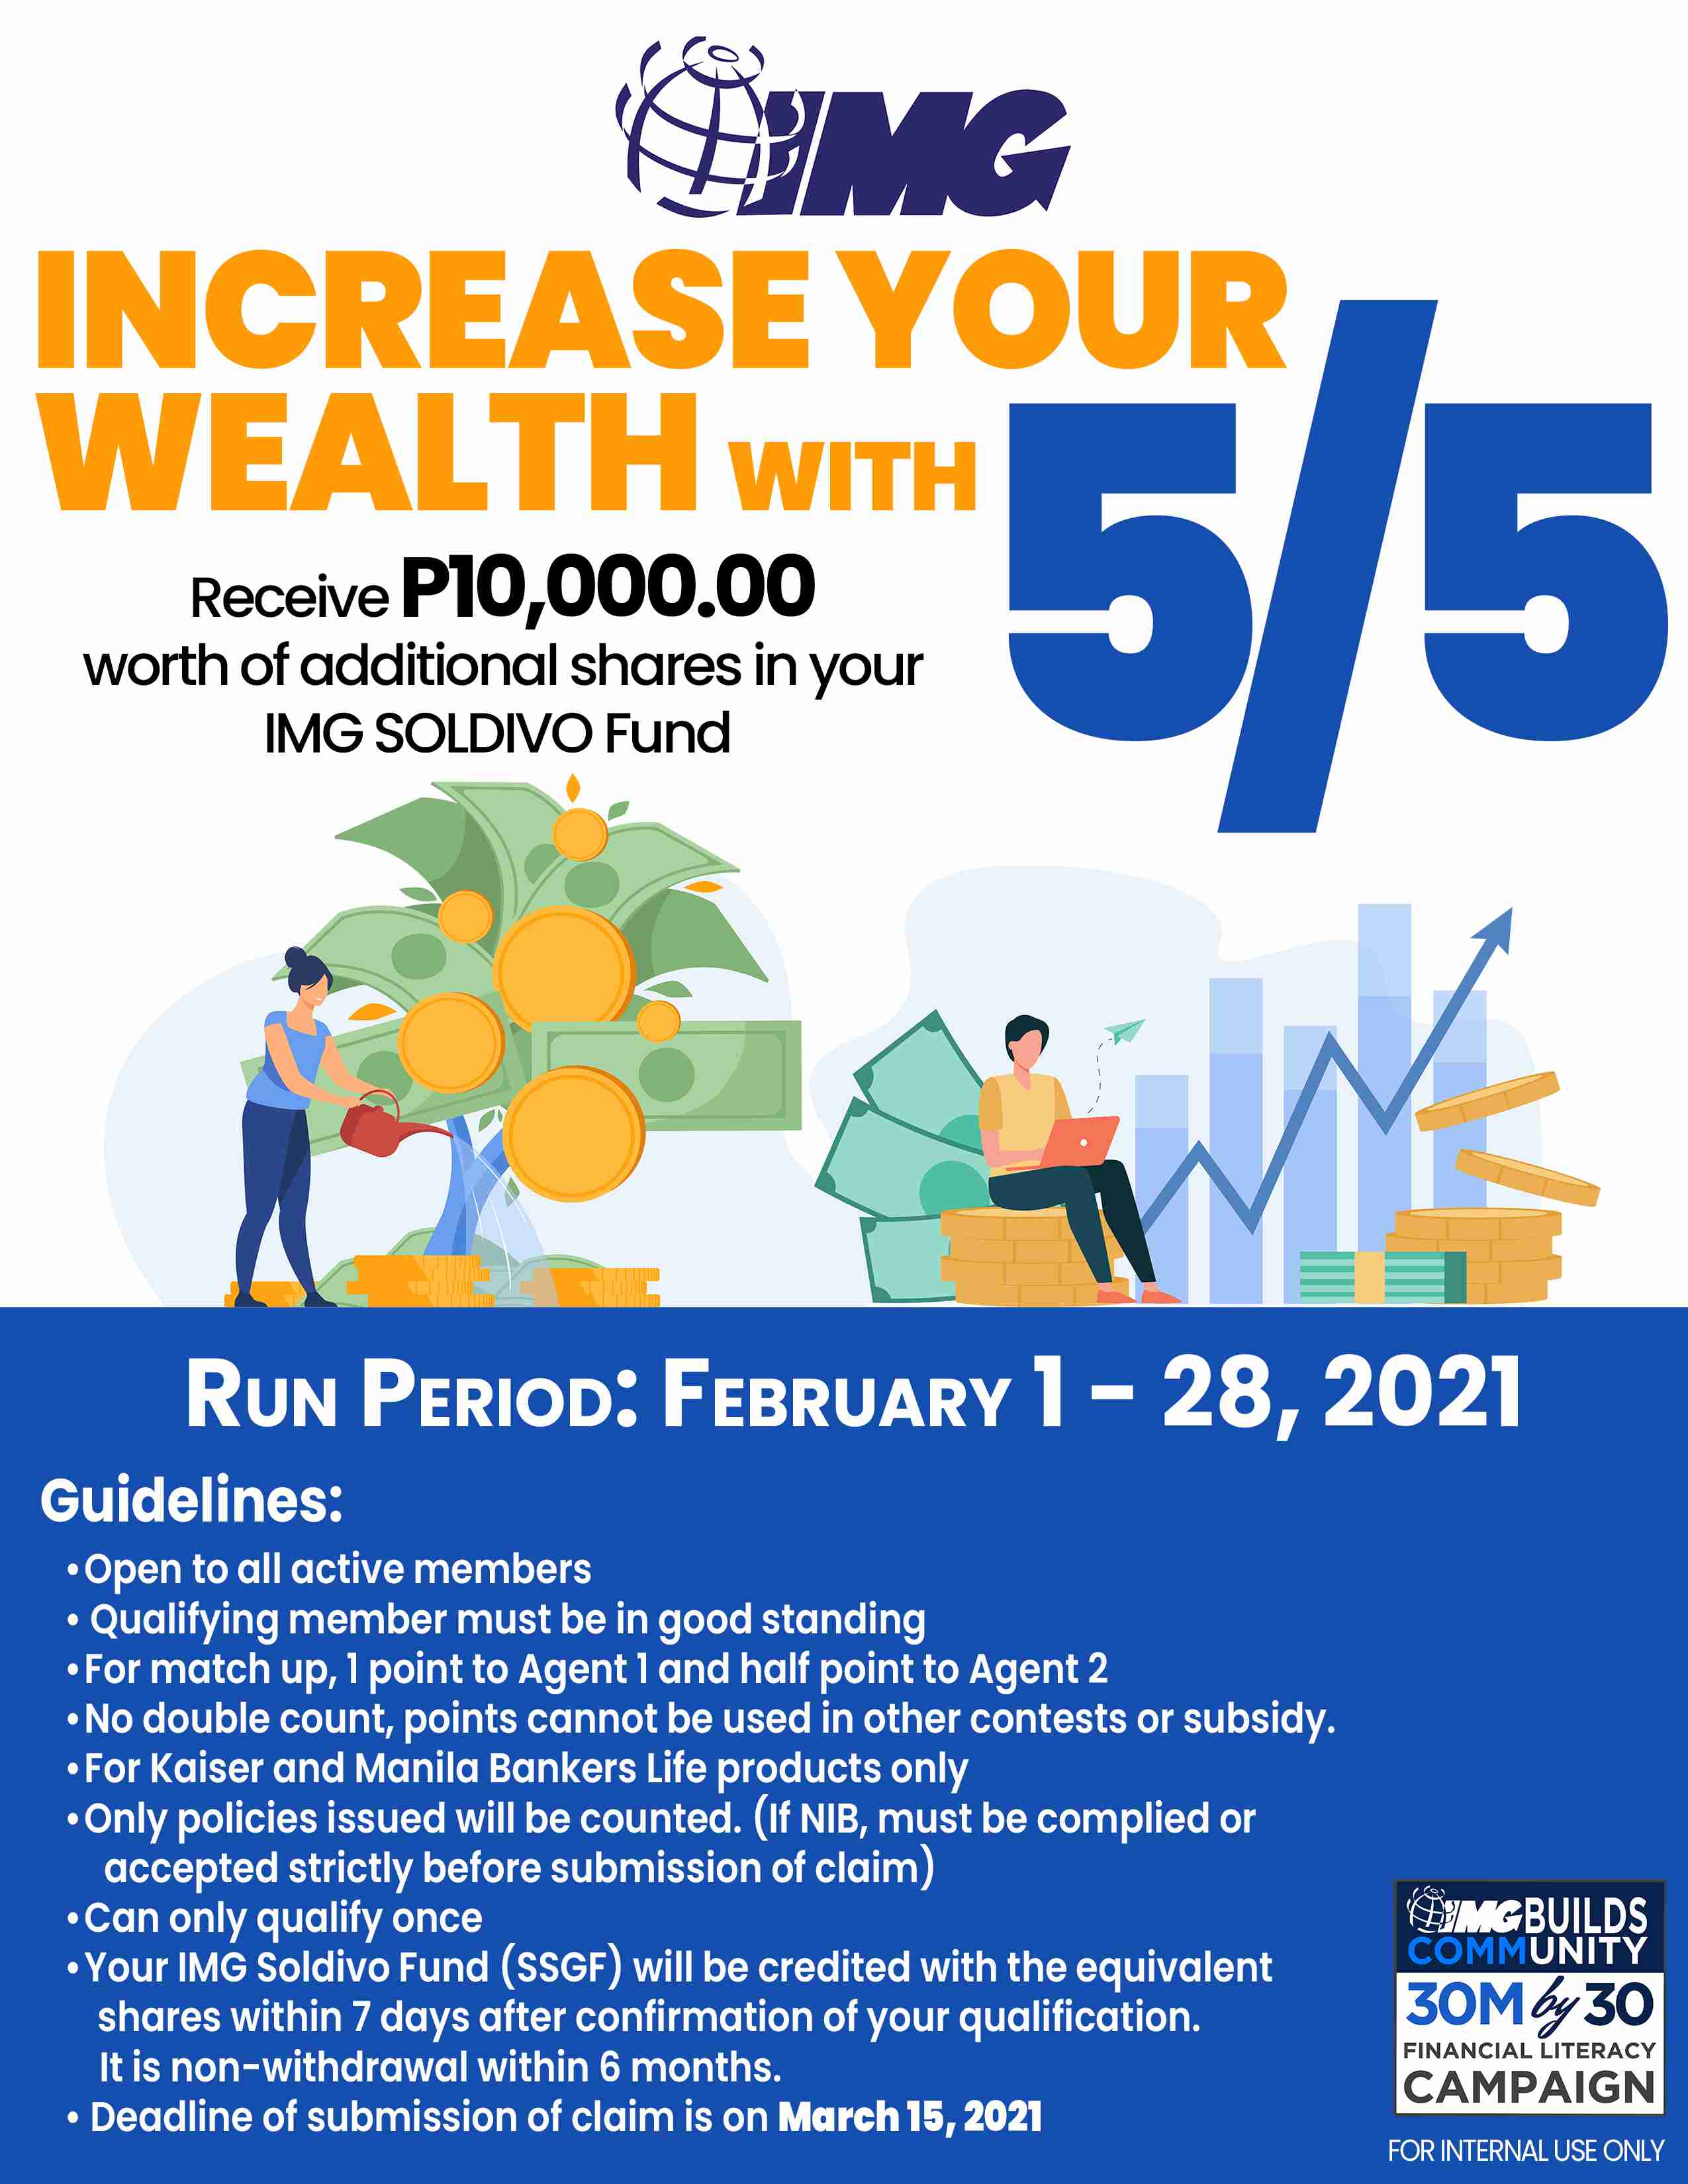 IMG
INCREASE YOUR
WEALTH WITH 5/5
Receive P10,000.00
worth of additional shares in your
IMG SOLDIVO Fund
RUN PERIOD: FEBRUARY 1 - 28, 2021
Guidelines:
• Open to all active members
• Qualifying member must be in good standing
• For match up, 1 point to Agent 1 and half point to Agent 2
• No double count, points cannot be used in other contests or subsidy.
• For Kaiser and Manila Bankers Life products only
• Only policies issued will be counted. (If NIB, must be complied or
accepted strictly before submission of claim)
• Can only qualify once
• Your IMG Soldivo Fund (SSGF) will be credited with the equivalent
shares within 7 days after confirmation of your qualification.
It is non-withdrawal within 6 months.
• Deadline of submission of claim is on March 15, 2021
IMG BUILDS
COMMUNITY
30M by 30
FINANCIAL LITERACY
CAMPAIGN
FOR INTERNAL USE ONLY